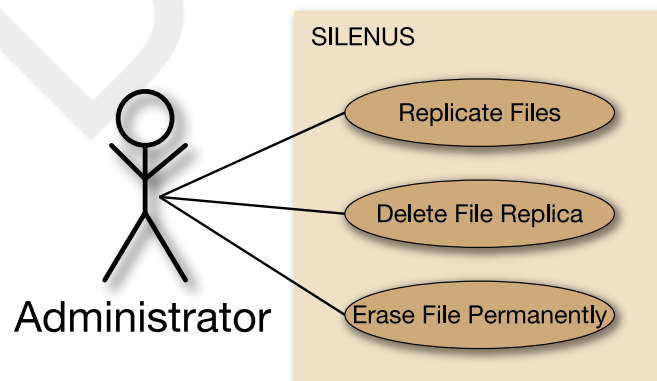 SILENUS
Replicate Files
Delete File Replica
Erase File Permanently
Administrator